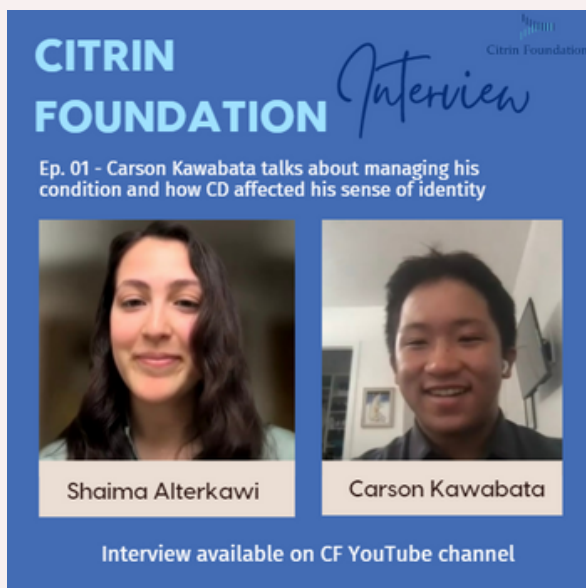 Citrin Foundation
CITRIN
FOUNDATION
Interview
Ep. 01 - Carson Kawabata talks about managing his
condition and how CD affected his sense of identity
Shaima Alterkawi
Carson Kawabata
Interview available on CF YouTube channel